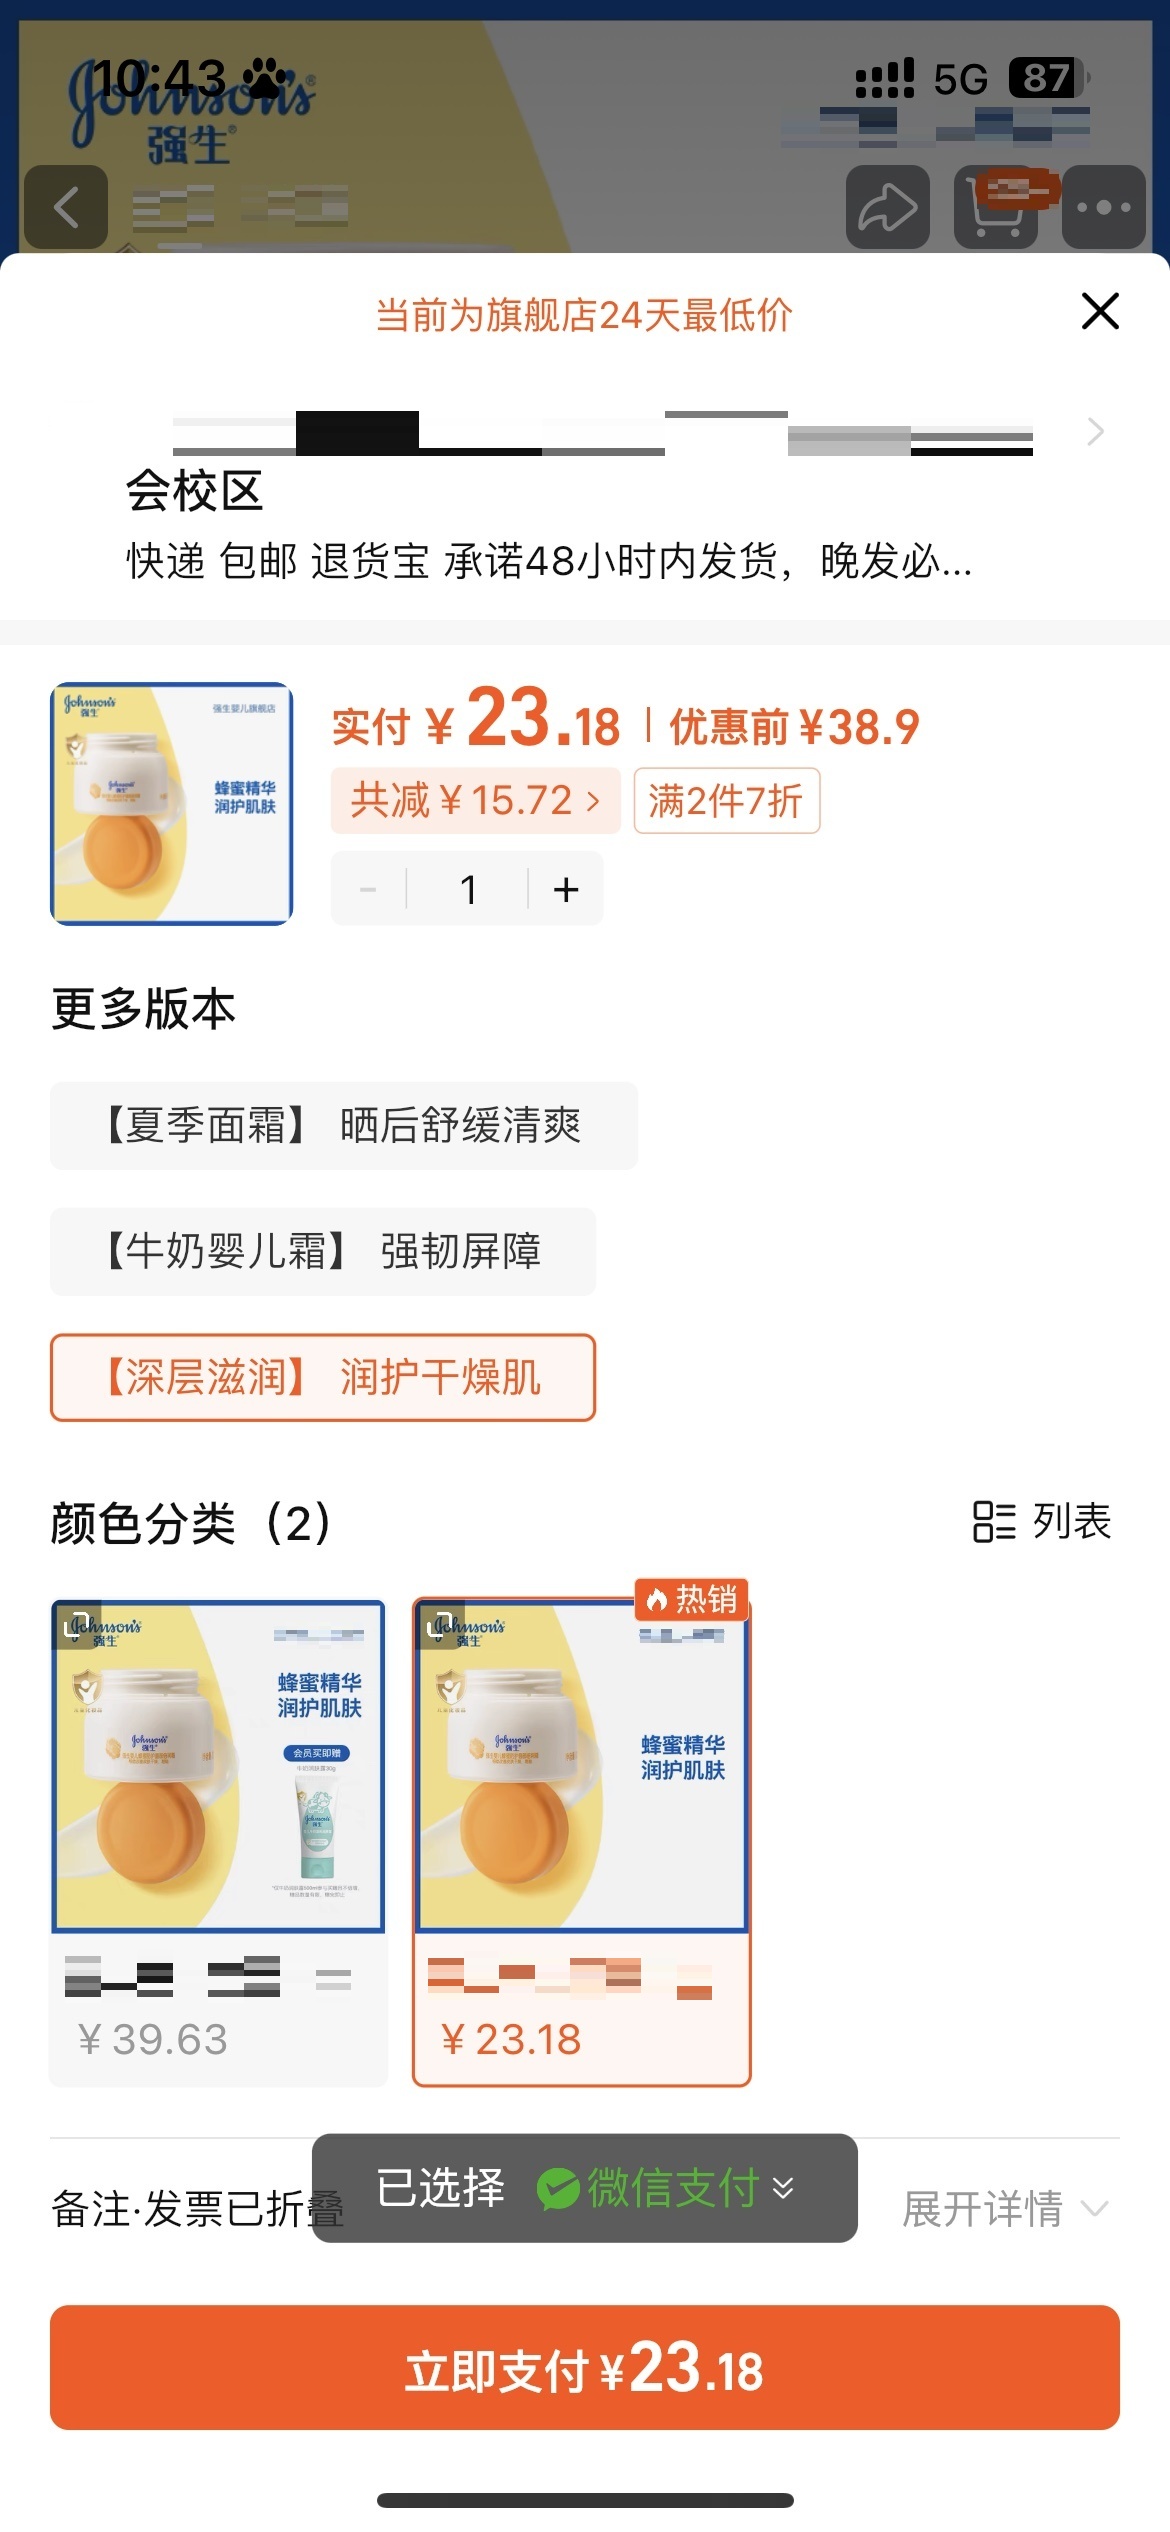 10:43
5G 87
Johnson's®
强生®
当前为旗舰店24天最低价
会校区
快递 包邮 退货宝 承诺48小时内发货，晚发必...
Johnson's
强生
强生婴儿旗舰店
蜂蜜精华
润护肌肤
实付 ¥23.18 | 优惠前 ¥38.9
共减 ¥15.72 >
满2件7折
- 1 +
更多版本
【夏季面霜】 晒后舒缓清爽
【牛奶婴儿霜】 强韧屏障
【深层滋润】 润护干燥肌
颜色分类（2）
列表
Johnson's
强生
蜂蜜精华
润护肌肤
Johnson's
强生
会员买即赠
¥39.63
热销
Johnson's
强生
蜂蜜精华
润护肌肤
Johnson's
强生
¥23.18
备注·发票已折叠
已选择 微信支付
展开详情
立即支付 ¥23.18